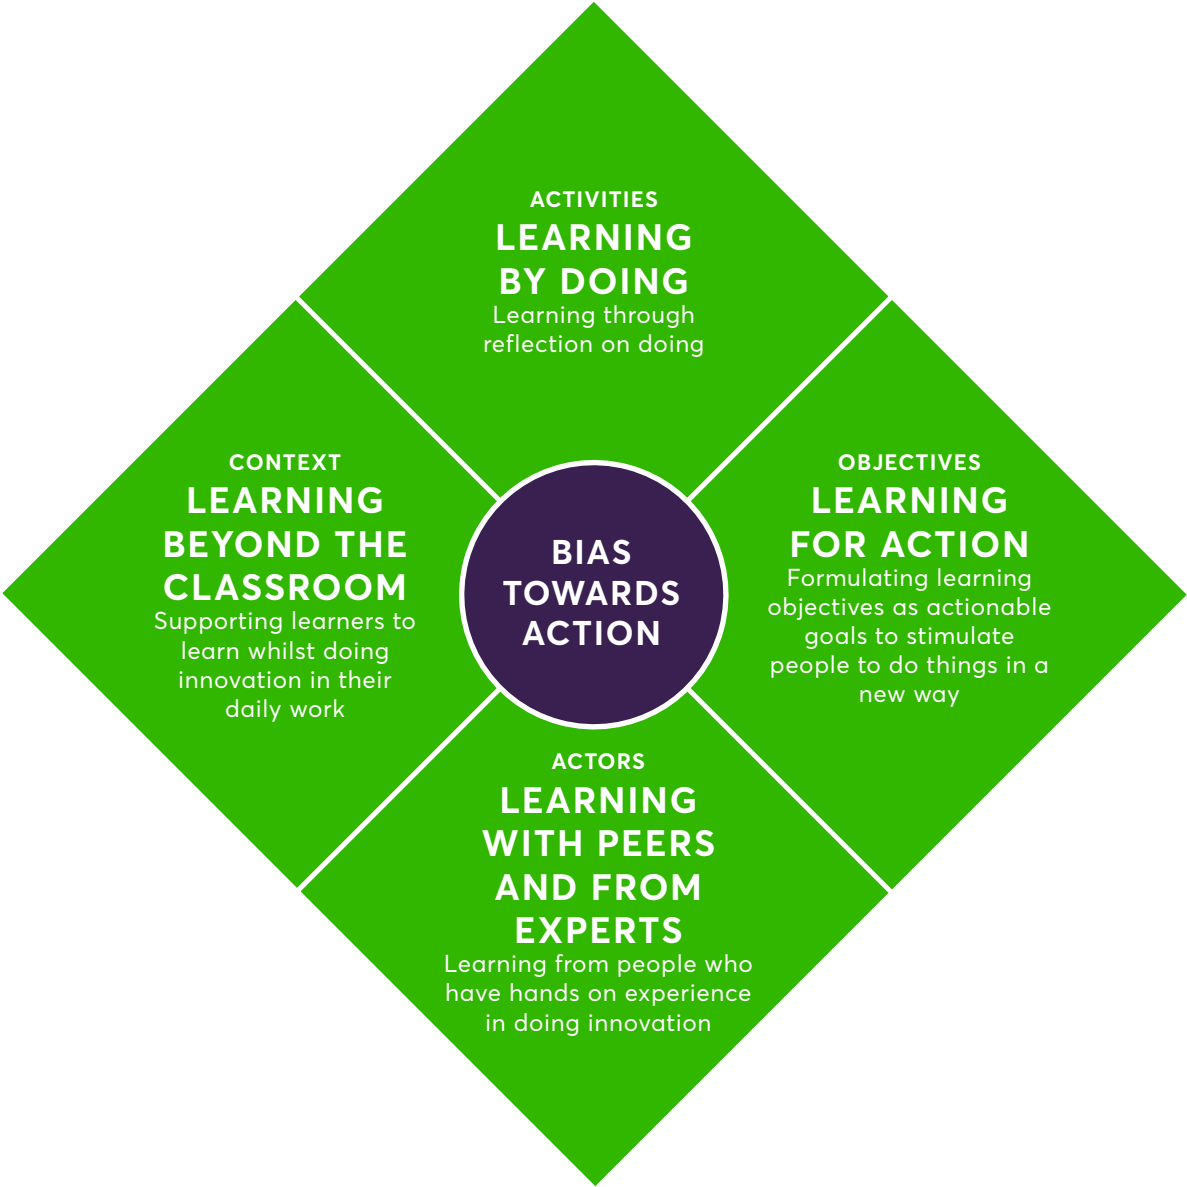 ACTIVITIES
LEARNING
BY DOING
Learning through
reflection on doing
CONTEXT
LEARNING
BEYOND THE
CLASSROOM
Supporting learners to
learn whilst doing
innovation in their
daily work
BIAS
TOWARDS
ACTION
OBJECTIVES
LEARNING
FOR ACTION
Formulating learning
objectives as actionable
goals to stimulate
people to do things in a
new way
ACTORS
LEARNING
WITH PEERS
AND FROM
EXPERTS
Learning from people who
have hands on experience
in doing innovation